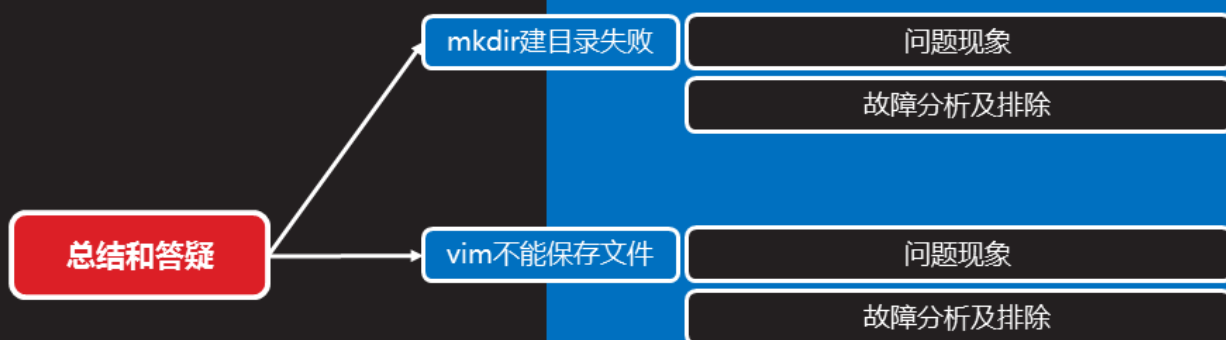 mkdir建目录失败
问题现象
故障分析及排除
总结和答疑
vim不能保存文件
问题现象
故障分析及排除